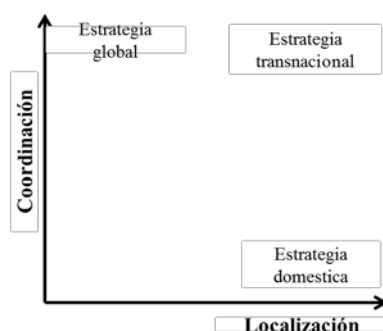 Estrategia
global
Estrategia
transnacional
Coordinación
Estrategia
domestica
Localización